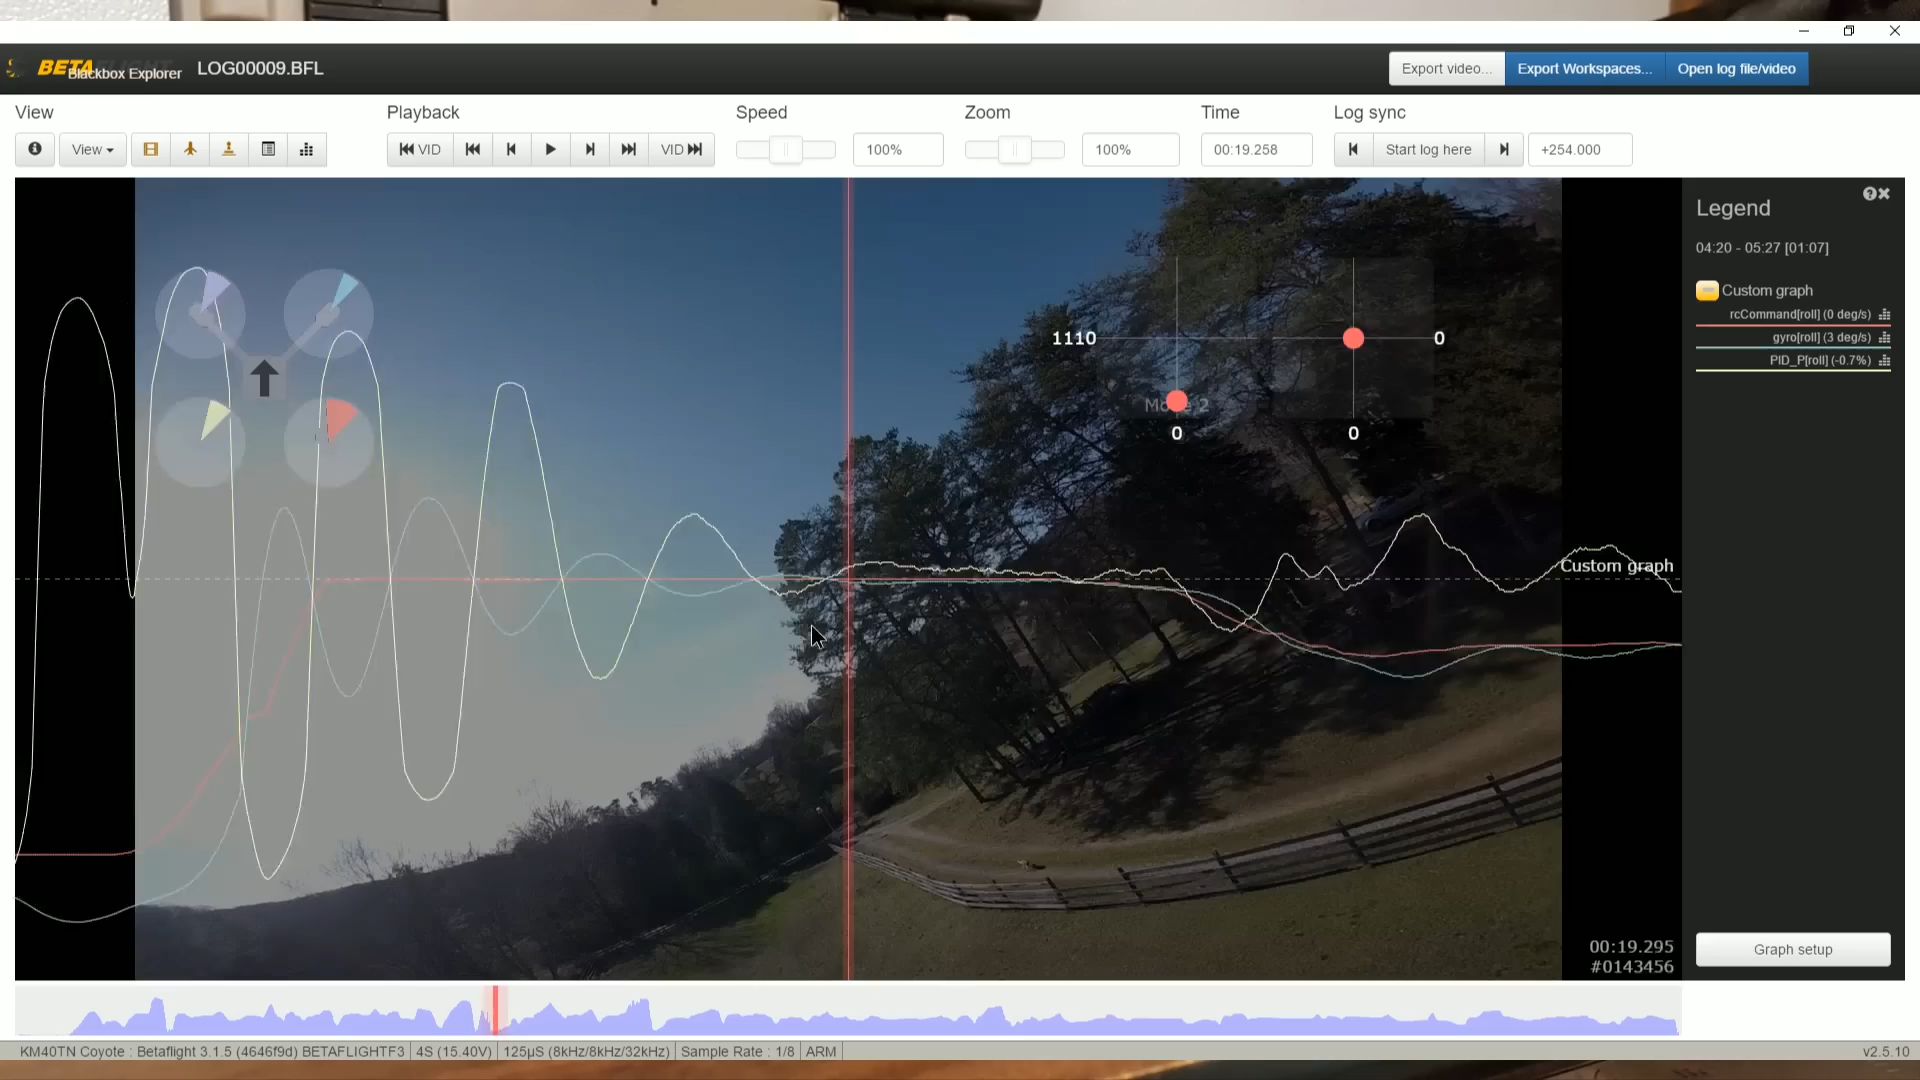 BETAFLIGHT
Blackbox Explorer
LOG00009.BFL
Export video...
Export Workspaces...
Open log file/video
View
Playback
Speed
Zoom
Time
Log sync
View
VID
VID
100%
100%
00:19.258
Start log here
+254.000
Legend
04:20 - 05:27 [01:07]
Custom graph
rcCommand[roll] (0 deg/s)
gyro[roll] (3 deg/s)
PID_P[roll] (-0.7%)
1110
0
Mode 2
0
0
Custom graph
00:19.295
#0143456
Graph setup
KM40TN Coyote : Betaflight 3.1.5 (4646f9d) BETAFLIGHTF3
4S (15.40V)
125µS (8kHz/8kHz/32kHz)
Sample Rate : 1/8
ARM
v2.5.10